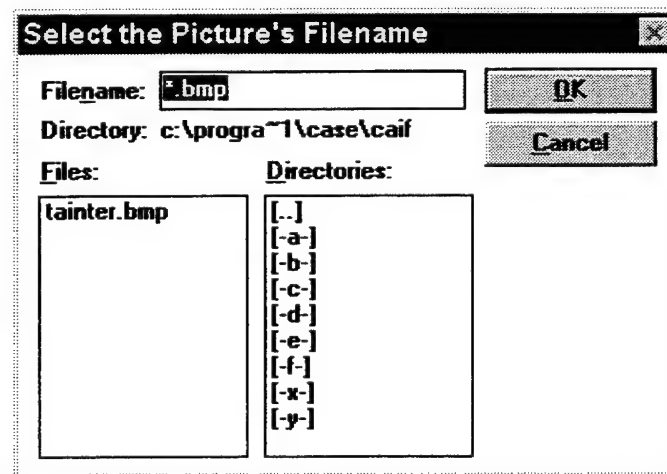 Select the Picture's Filename
Filename: *.bmp
OK
Directory: c:\progra~1\case\caif
Cancel
Files:
Directories:
tainter.bmp
[..]
[-a-]
[-b-]
[-c-]
[-d-]
[-e-]
[-f-]
[-x-]
[-y-]